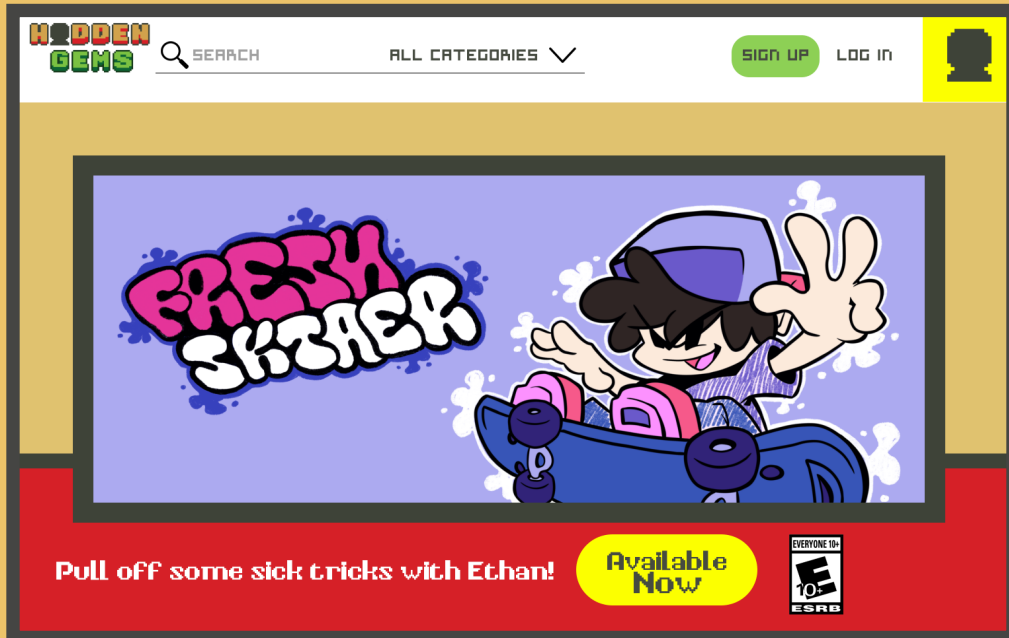 HIDDEN
GEMS
SEARCH
ALL CATEGORIES
SIGN UP
LOG IN
FRESH
SKTAER
Pull off some sick tricks with Ethan!
Available
Now
EVERYONE 10+
E
10+
ESRB